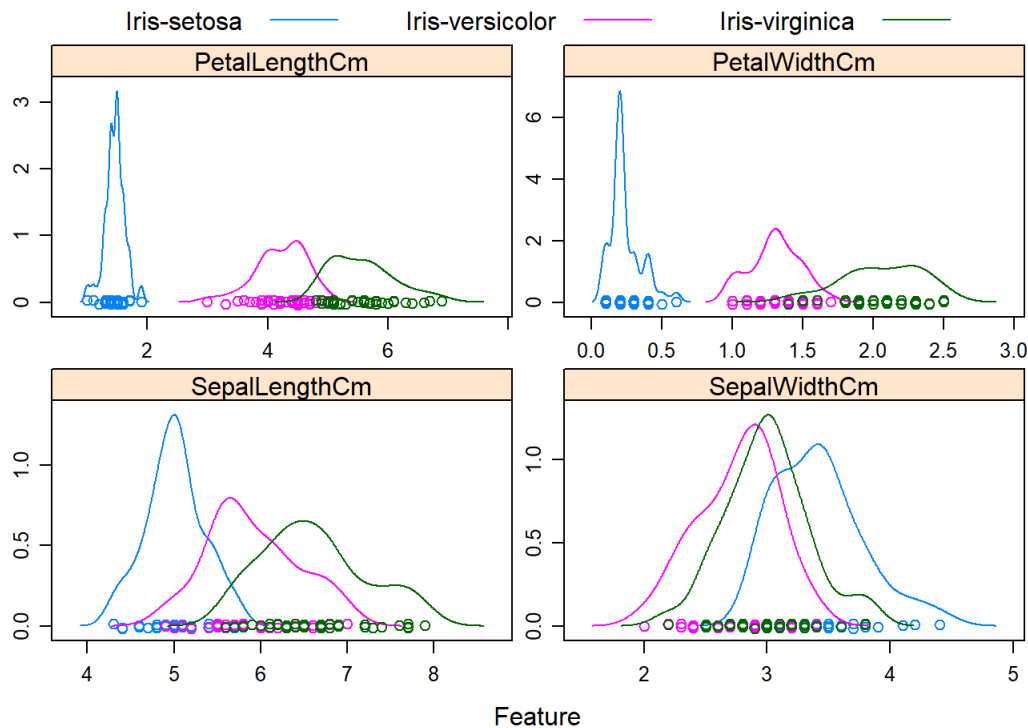 Iris-setosa Iris-versicolor Iris-virginica
PetalLengthCm PetalWidthCm
0 1 2 3
2 4 6
0 2 4 6
0.0 0.5 1.0 1.5 2.0 2.5 3.0
SepalLengthCm SepalWidthCm
0.0 0.5 1.0
4 5 6 7 8
0.0 0.5 1.0
2 3 4 5
Feature